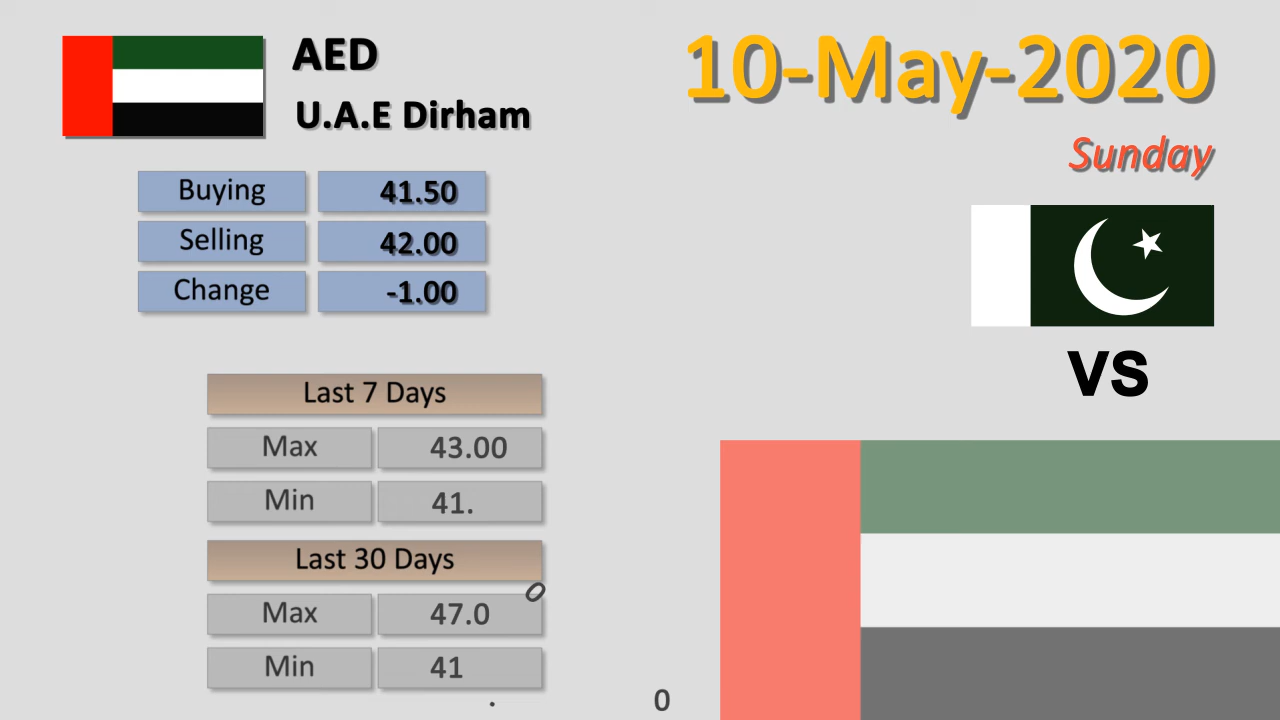 AED
U.A.E Dirham
10-May-2020
Sunday
Buying 41.50
Selling 42.00
Change -1.00
VS
Last 7 Days
Max 43.00
Min 41.
Last 30 Days
Max 47.0
0
Min 41
. 0